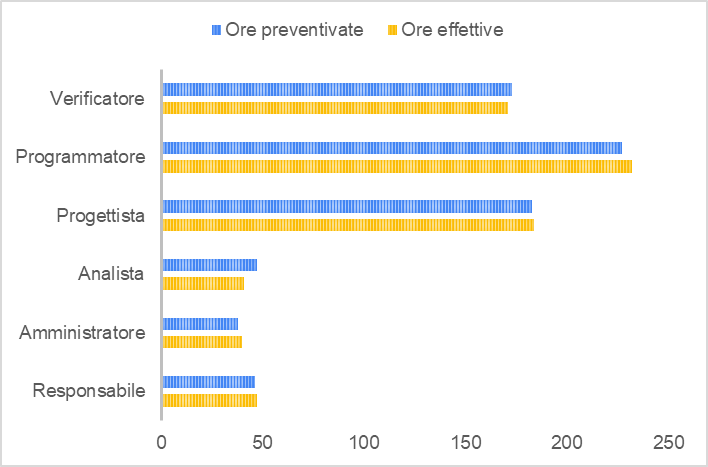 Ore preventivate Ore effettive
Verificatore
Programmatore
Progettista
Analista
Amministratore
Responsabile
0 50 100 150 200 250